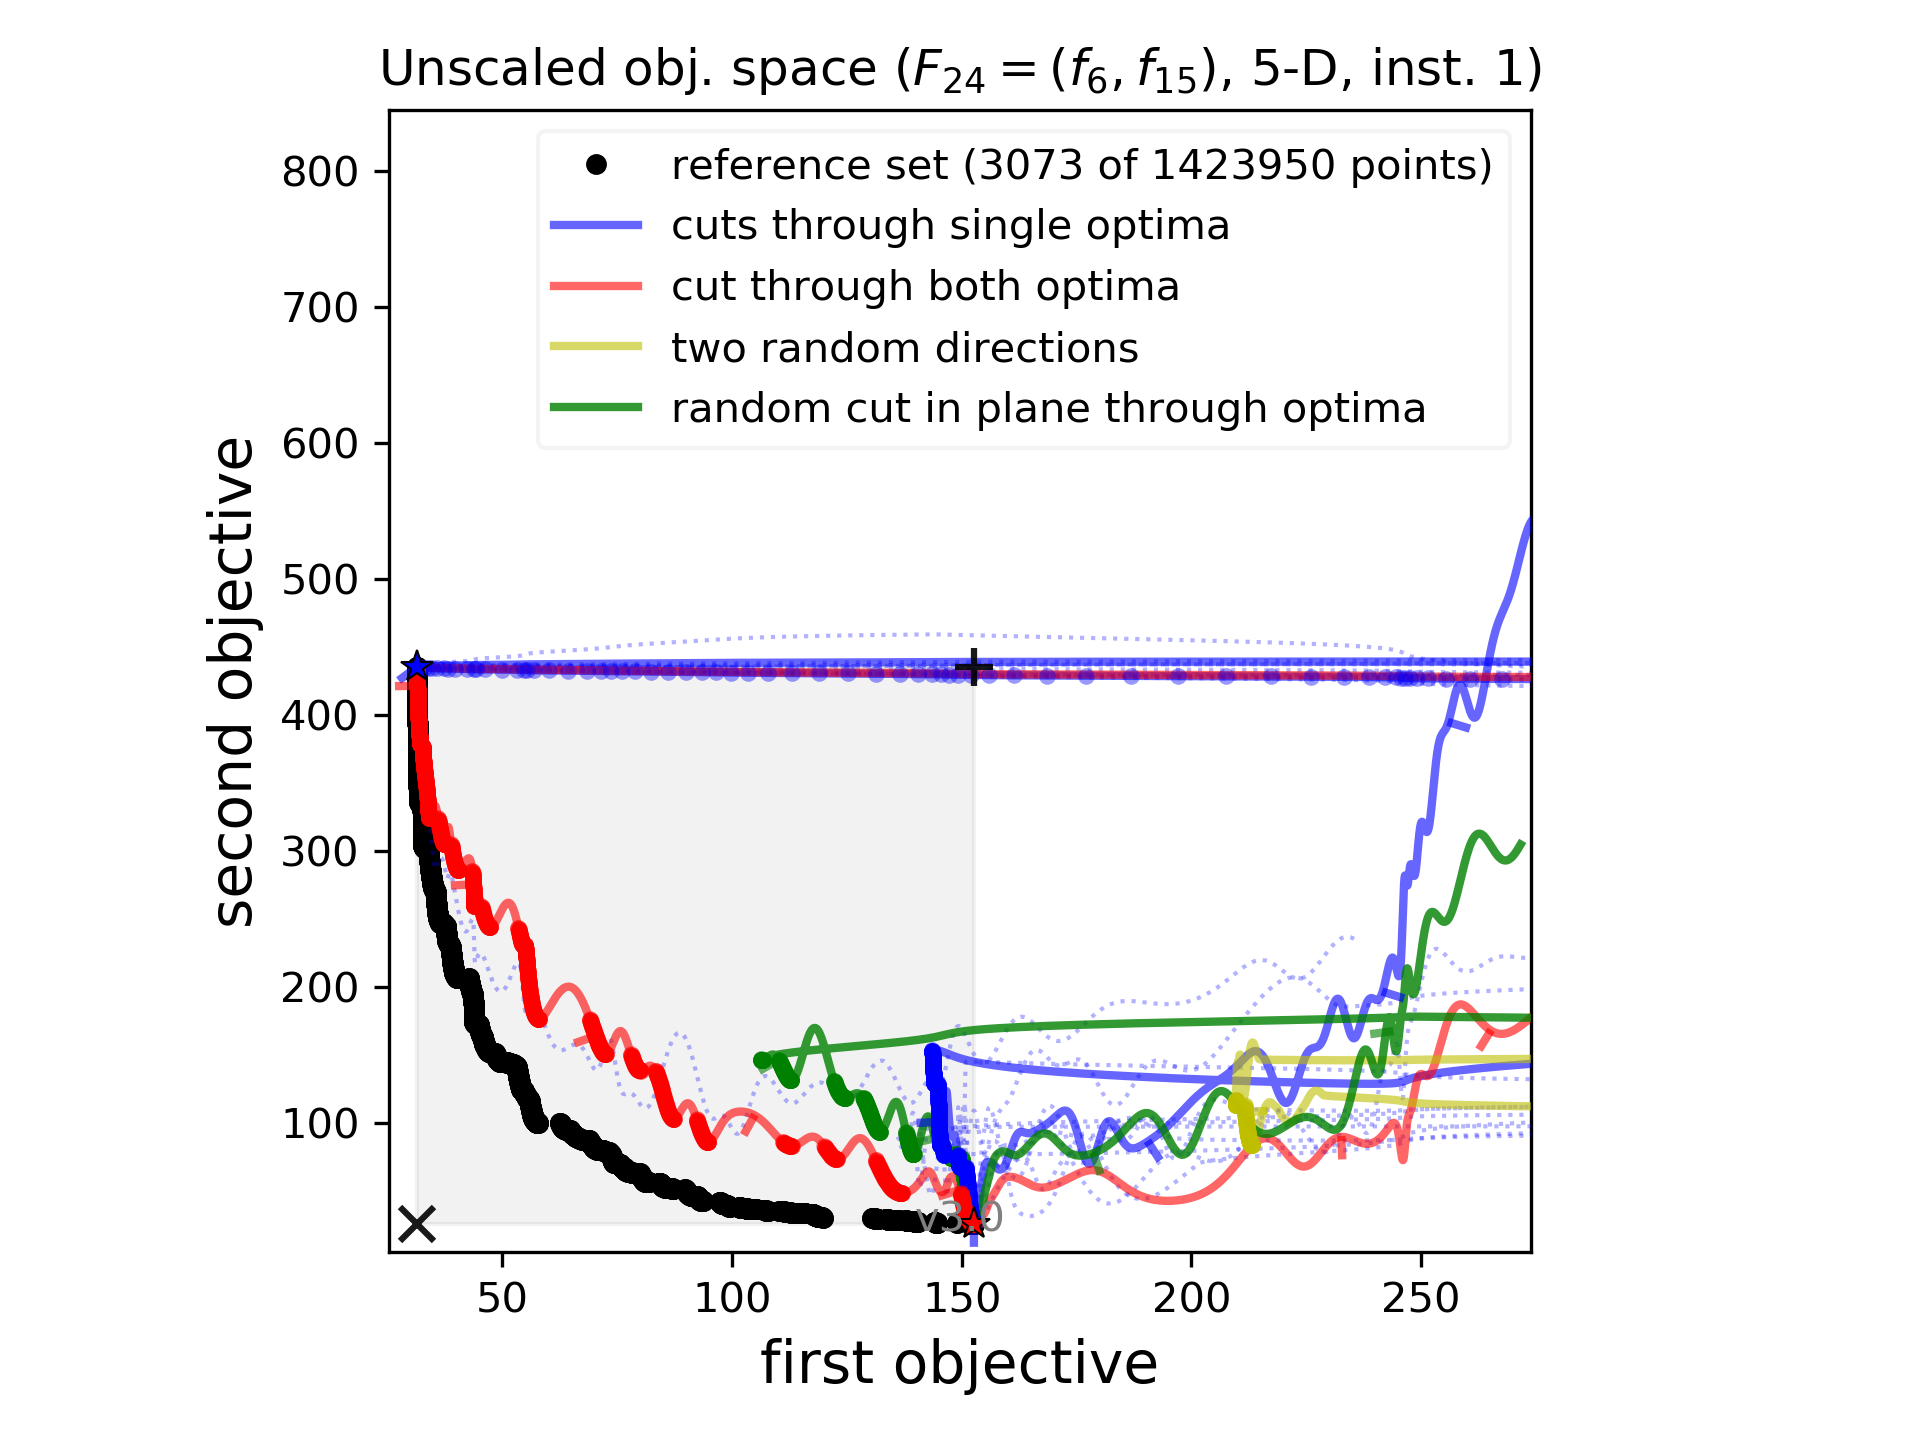 Unscaled obj. space (F24 = (f6, f15), 5-D, inst. 1)
reference set (3073 of 1423950 points)
cuts through single optima
cut through both optima
two random directions
random cut in plane through optima
second objective
800
700
600
500
400
300
200
100
v3.0
50 100 150 200 250
first objective